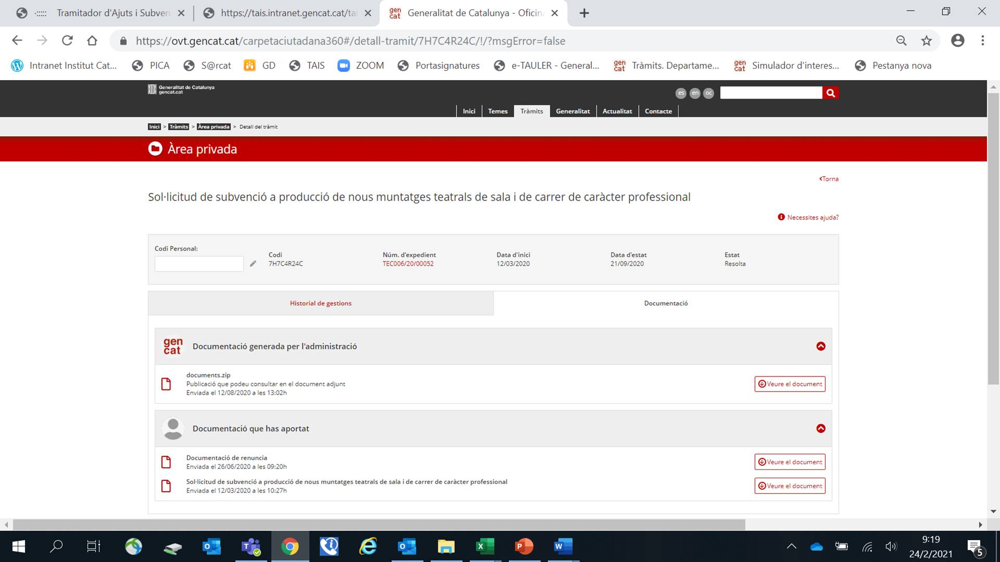 Tramitador d'Ajuts i Subven
https://tais.intranet.gencat.cat/tai
gen cat
Generalitat de Catalunya - Oficin
https://ovt.gencat.cat/carpetaciutadana360#/detall-tramit/7H7C4R24C/!/?msgError=false
Intranet Institut Cat...
PICA
S@rcat
GD
TAIS
ZOOM
Portasignatures
e-TAULER - General...
gen cat
Tràmits. Departame...
gen cat
Simulador d'interes...
Pestanya nova
Generalitat de Catalunya
gencat.cat
es en oc
Inici Temes Tràmits Generalitat Actualitat Contacte
Inici > Tràmits > Àrea privada > Detall del tràmit
Àrea privada
Torna
Sol·licitud de subvenció a producció de nous muntatges teatrals de sala i de carrer de caràcter professional
Necessites ajuda?
Codi Personal:
Codi
7H7C4R24C
Núm. d'expedient
TEC006/20/00052
Data d'inici
12/03/2020
Data d'estat
21/09/2020
Estat
Resolta
Historial de gestions
Documentació
gen
cat
Documentació generada per l'administració
documents.zip
Publicació que podeu consultar en el document adjunt
Enviada el 12/08/2020 a les 13:02h
Veure el document
Documentació que has aportat
Documentació de renuncia
Enviada el 26/06/2020 a les 09:20h
Veure el document
Sol·licitud de subvenció a producció de nous muntatges teatrals de sala i de carrer de caràcter professional
Enviada el 12/03/2020 a les 10:27h
Veure el document
9:19
24/2/2021
5